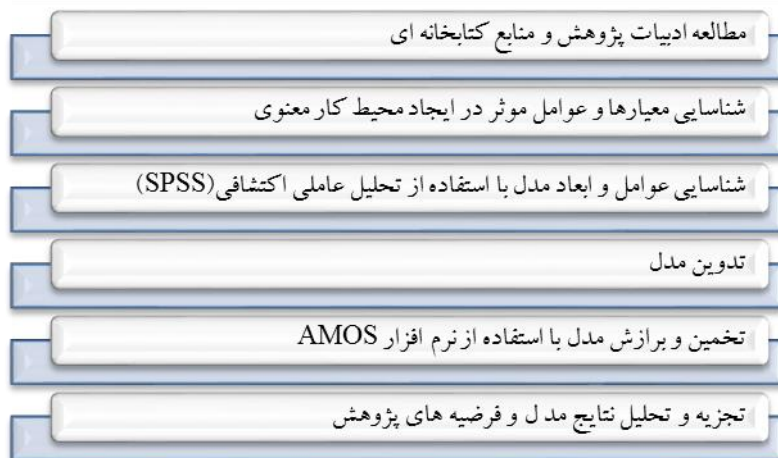 مطالعه ادبیات پژوهش و منابع کتابخانه ای
شناسایی معیارها و عوامل موثر در ایجاد محیط کار معنوی
شناسایی عوامل و ابعاد مدل با استفاده از تحلیل عاملی اکتشافی(SPSS)
تدوین مدل
تخمین و برازش مدل با استفاده از نرم افزار AMOS
تجزیه و تحلیل نتایج مدل و فرضیه های پژوهش